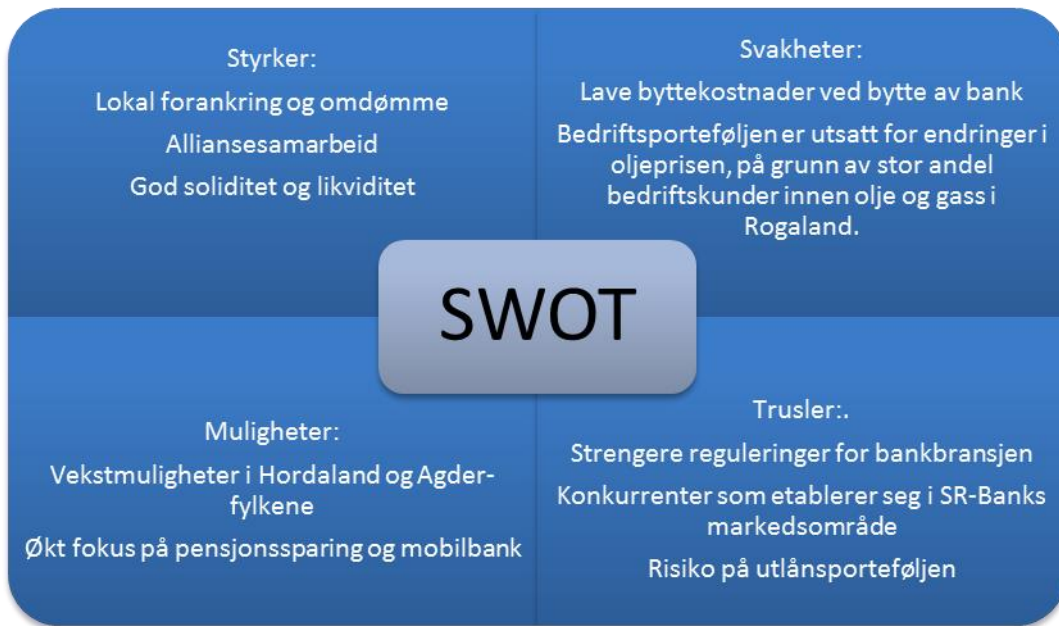 Styrker:
Lokal forankring og omdømme
Alliansesamarbeid
God soliditet og likviditet
Svakheter:
Lave byttekostnader ved bytte av bank
Bedriftsporteføljen er utsatt for endringer i
oljeprisen, på grunn av stor andel
bedriftskunder innen olje og gass i
Rogaland.
SWOT
Muligheter:
Vekstmuligheter i Hordaland og Agder-
fylkene
Økt fokus på pensjonssparing og mobilbank
Trusler:.
Strengere reguleringer for bankbransjen
Konkurrenter som etablerer seg i SR-Banks
markedsområde
Risiko på utlånsporteføljen